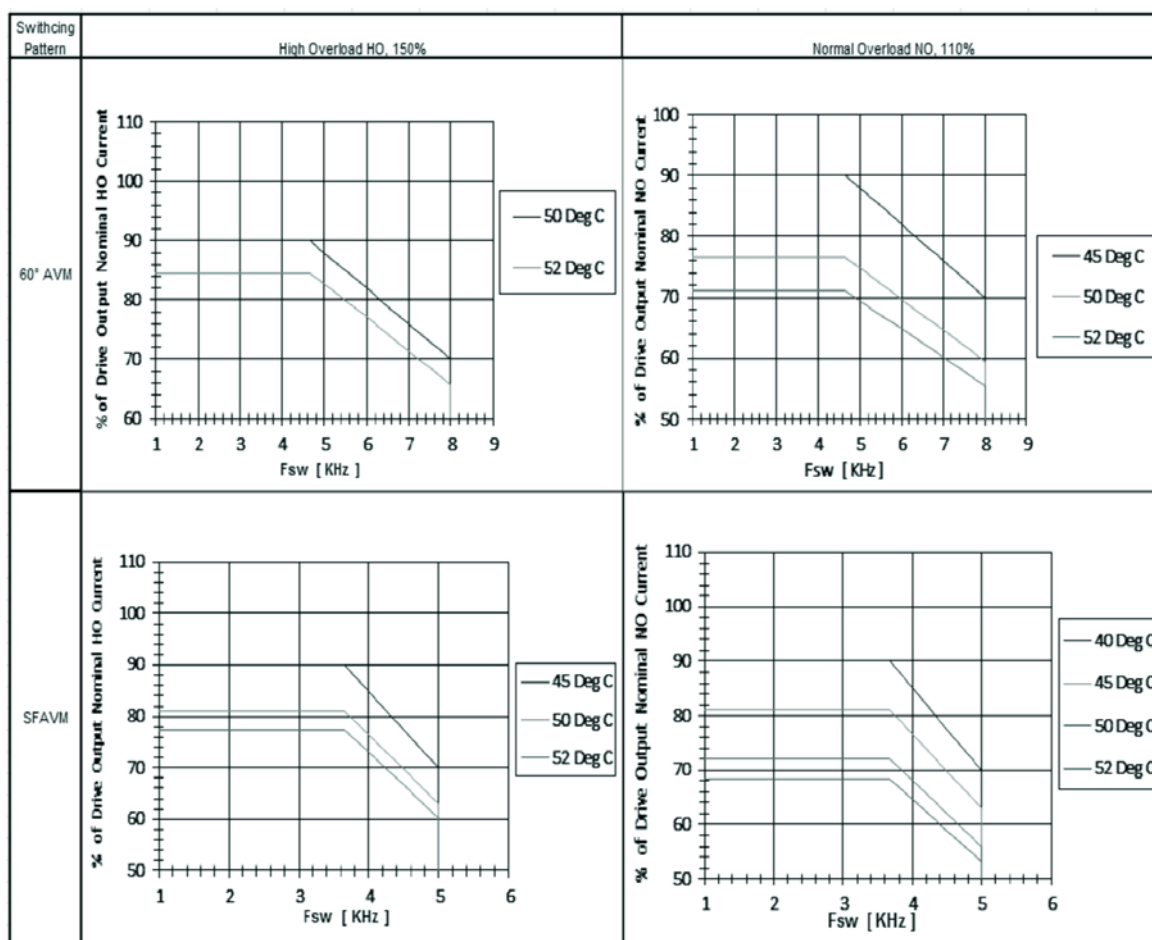 Swithcing
Pattern
High Overload HO, 150%
Normal Overload NO, 110%
60° AVM
% of Drive Output Nominal HO Current
110
100
90
80
70
60
1 2 3 4 5 6 7 8 9
Fsw [ KHz ]
50 Deg C
52 Deg C
% of Drive Output Nominal NO Current
100
90
80
70
60
50
1 2 3 4 5 6 7 8 9
Fsw [ KHz ]
45 Deg C
50 Deg C
52 Deg C
SFAVM
% of Drive Output Nominal HO Current
110
100
90
80
70
60
50
1 2 3 4 5 6
Fsw [ KHz ]
45 Deg C
50 Deg C
52 Deg C
% of Drive Output Nominal NO Current
110
100
90
80
70
60
50
1 2 3 4 5 6
Fsw [ KHz ]
40 Deg C
45 Deg C
50 Deg C
52 Deg C